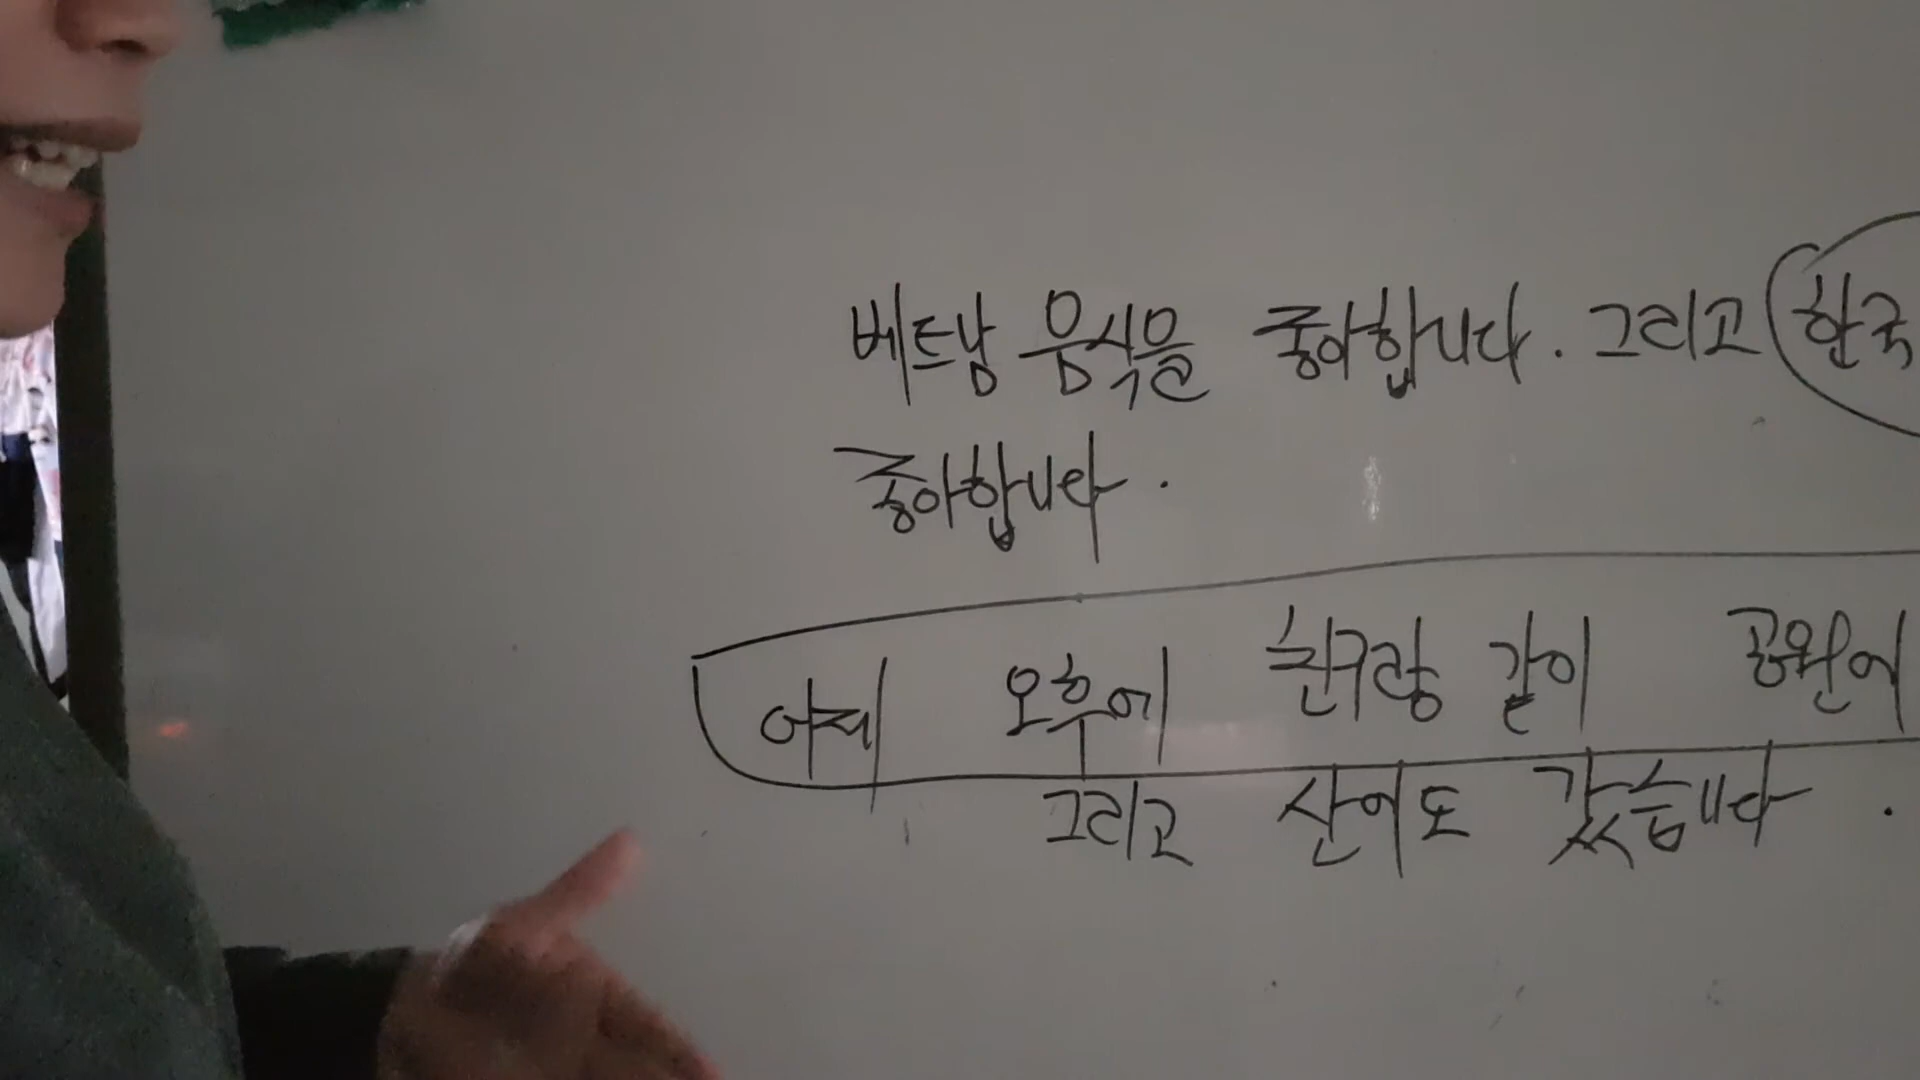 베트남 음식을 좋아합니다. 그리고 한국
좋아합니다.
어제 오후에 친구랑 같이 공원에
그리고 산에도 갔습니다.